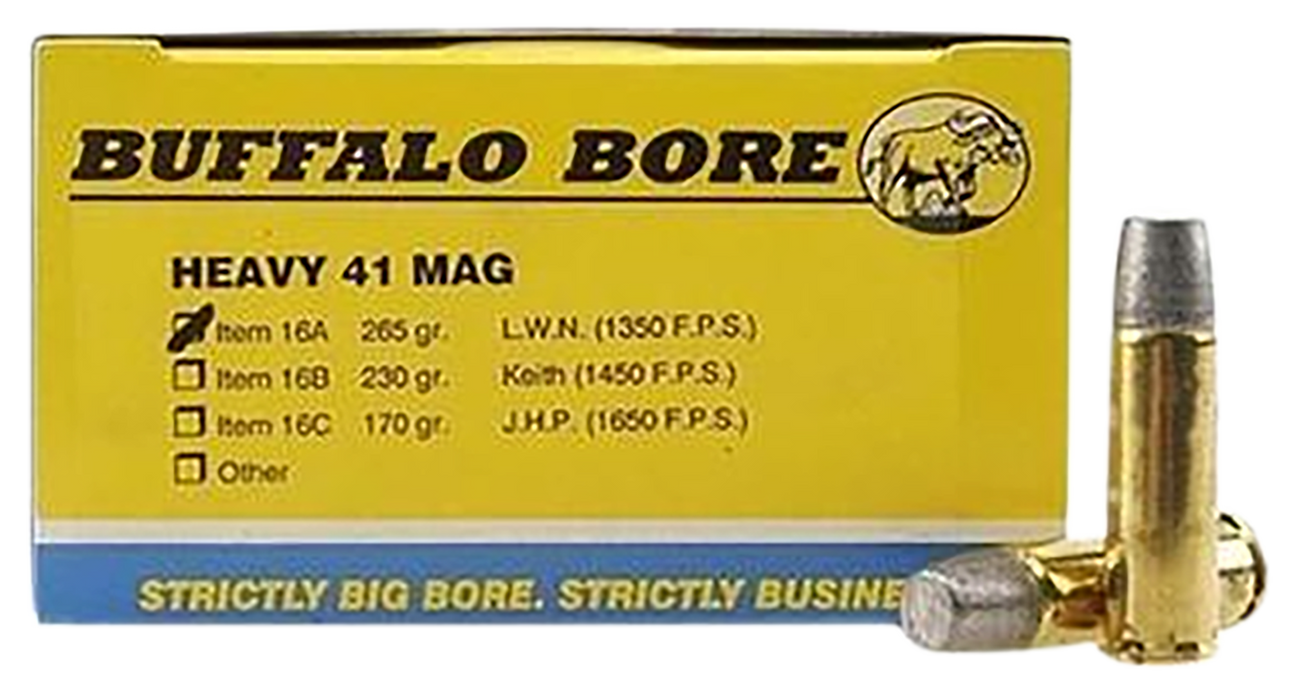 BUFFALO BORE
HEAVY 41 MAG
Item 16A 265 gr. L.W.N. (1350 F.P.S.)
Item 16B 230 gr. Keith (1450 F.P.S.)
Item 16C 170 gr. J.H.P. (1650 F.P.S.)
Other
STRICTLY BIG BORE. STRICTLY BUSINE